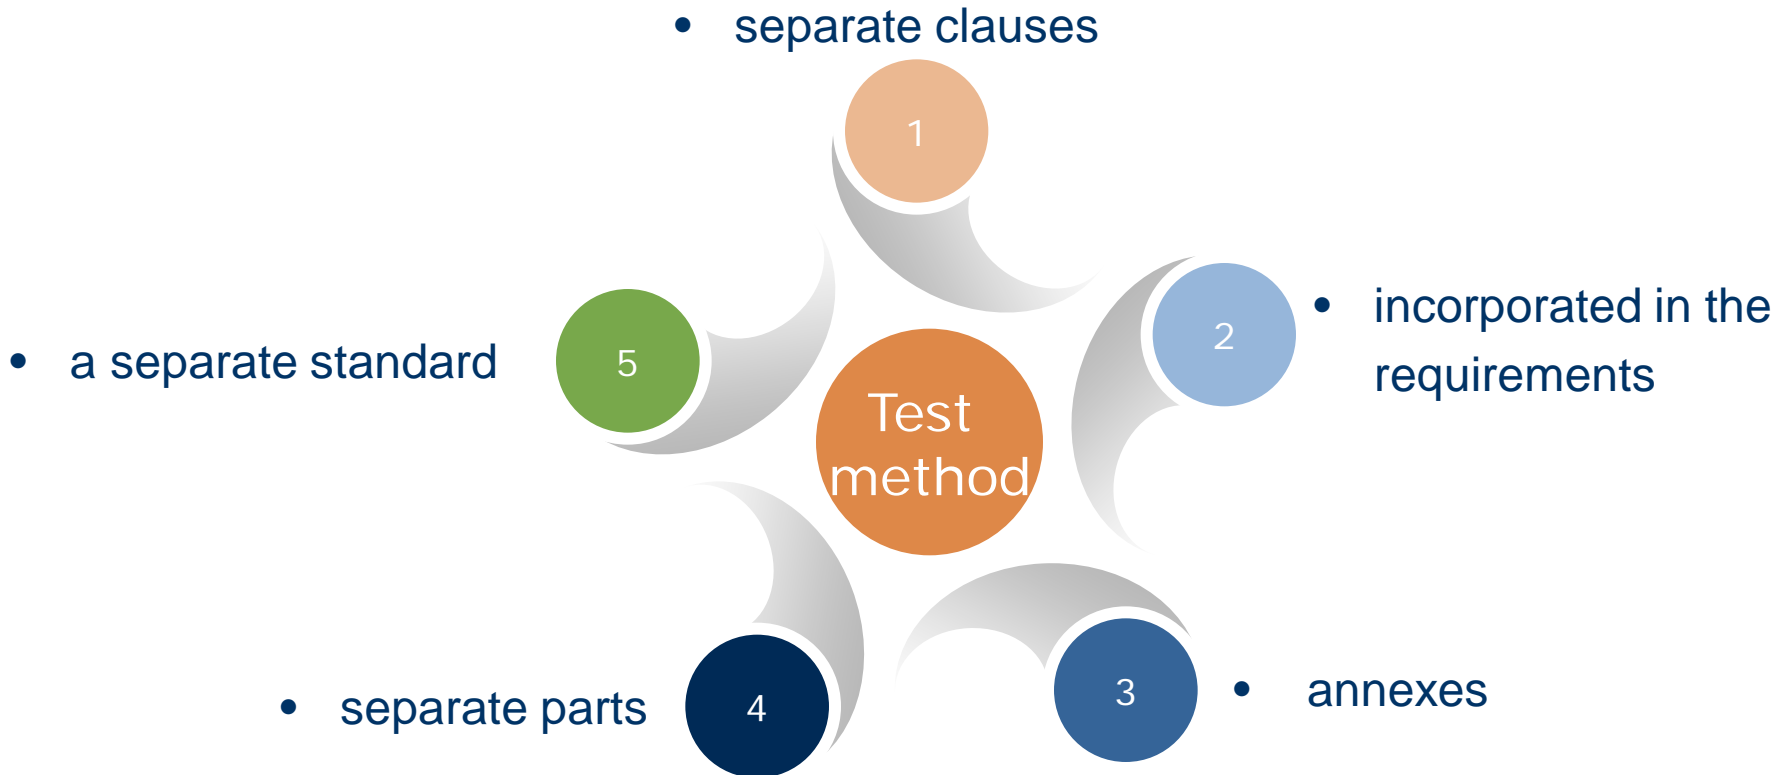 • separate clauses
1
2
• incorporated in the
requirements
5
• a separate standard
Test
method
3
• annexes
4
• separate parts